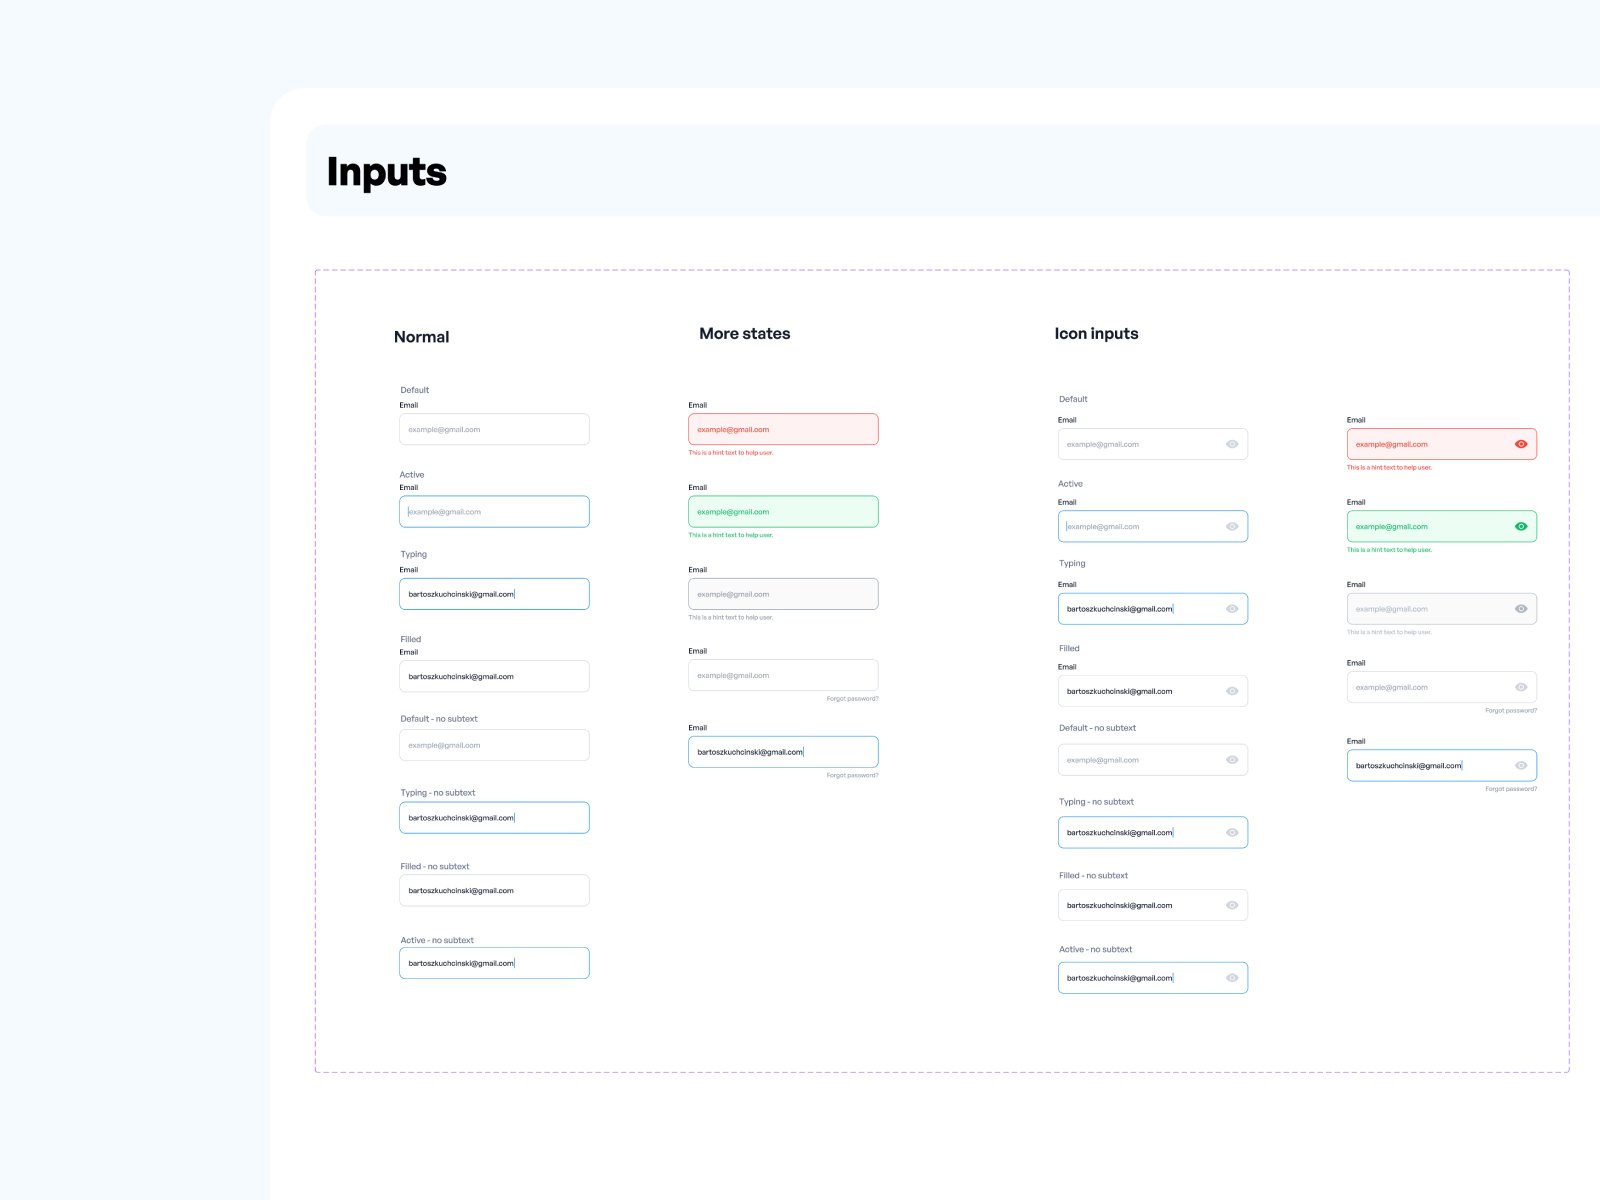 Inputs
Normal
Default
Email
example@gmail.com
Active
Email
example@gmail.com
Typing
Email
bartoszkuchcinski@gmail.com
Filled
Email
bartoszkuchcinski@gmail.com
Default - no subtext
example@gmail.com
Typing - no subtext
bartoszkuchcinski@gmail.com
Filled - no subtext
bartoszkuchcinski@gmail.com
Active - no subtext
bartoszkuchcinski@gmail.com
More states
Email
example@gmail.com
This is a hint text to help user.
Email
example@gmail.com
This is a hint text to help user.
Email
example@gmail.com
This is a hint text to help user.
Email
example@gmail.com
Forgot password?
Email
bartoszkuchcinski@gmail.com
Forgot password?
Icon inputs
Default
Email
example@gmail.com
Active
Email
example@gmail.com
Typing
Email
bartoszkuchcinski@gmail.com
Filled
Email
bartoszkuchcinski@gmail.com
Default - no subtext
example@gmail.com
Typing - no subtext
bartoszkuchcinski@gmail.com
Filled - no subtext
bartoszkuchcinski@gmail.com
Active - no subtext
bartoszkuchcinski@gmail.com
Email
example@gmail.com
This is a hint text to help user.
Email
example@gmail.com
This is a hint text to help user.
Email
example@gmail.com
This is a hint text to help user.
Email
example@gmail.com
Forgot password?
Email
bartoszkuchcinski@gmail.com
Forgot password?